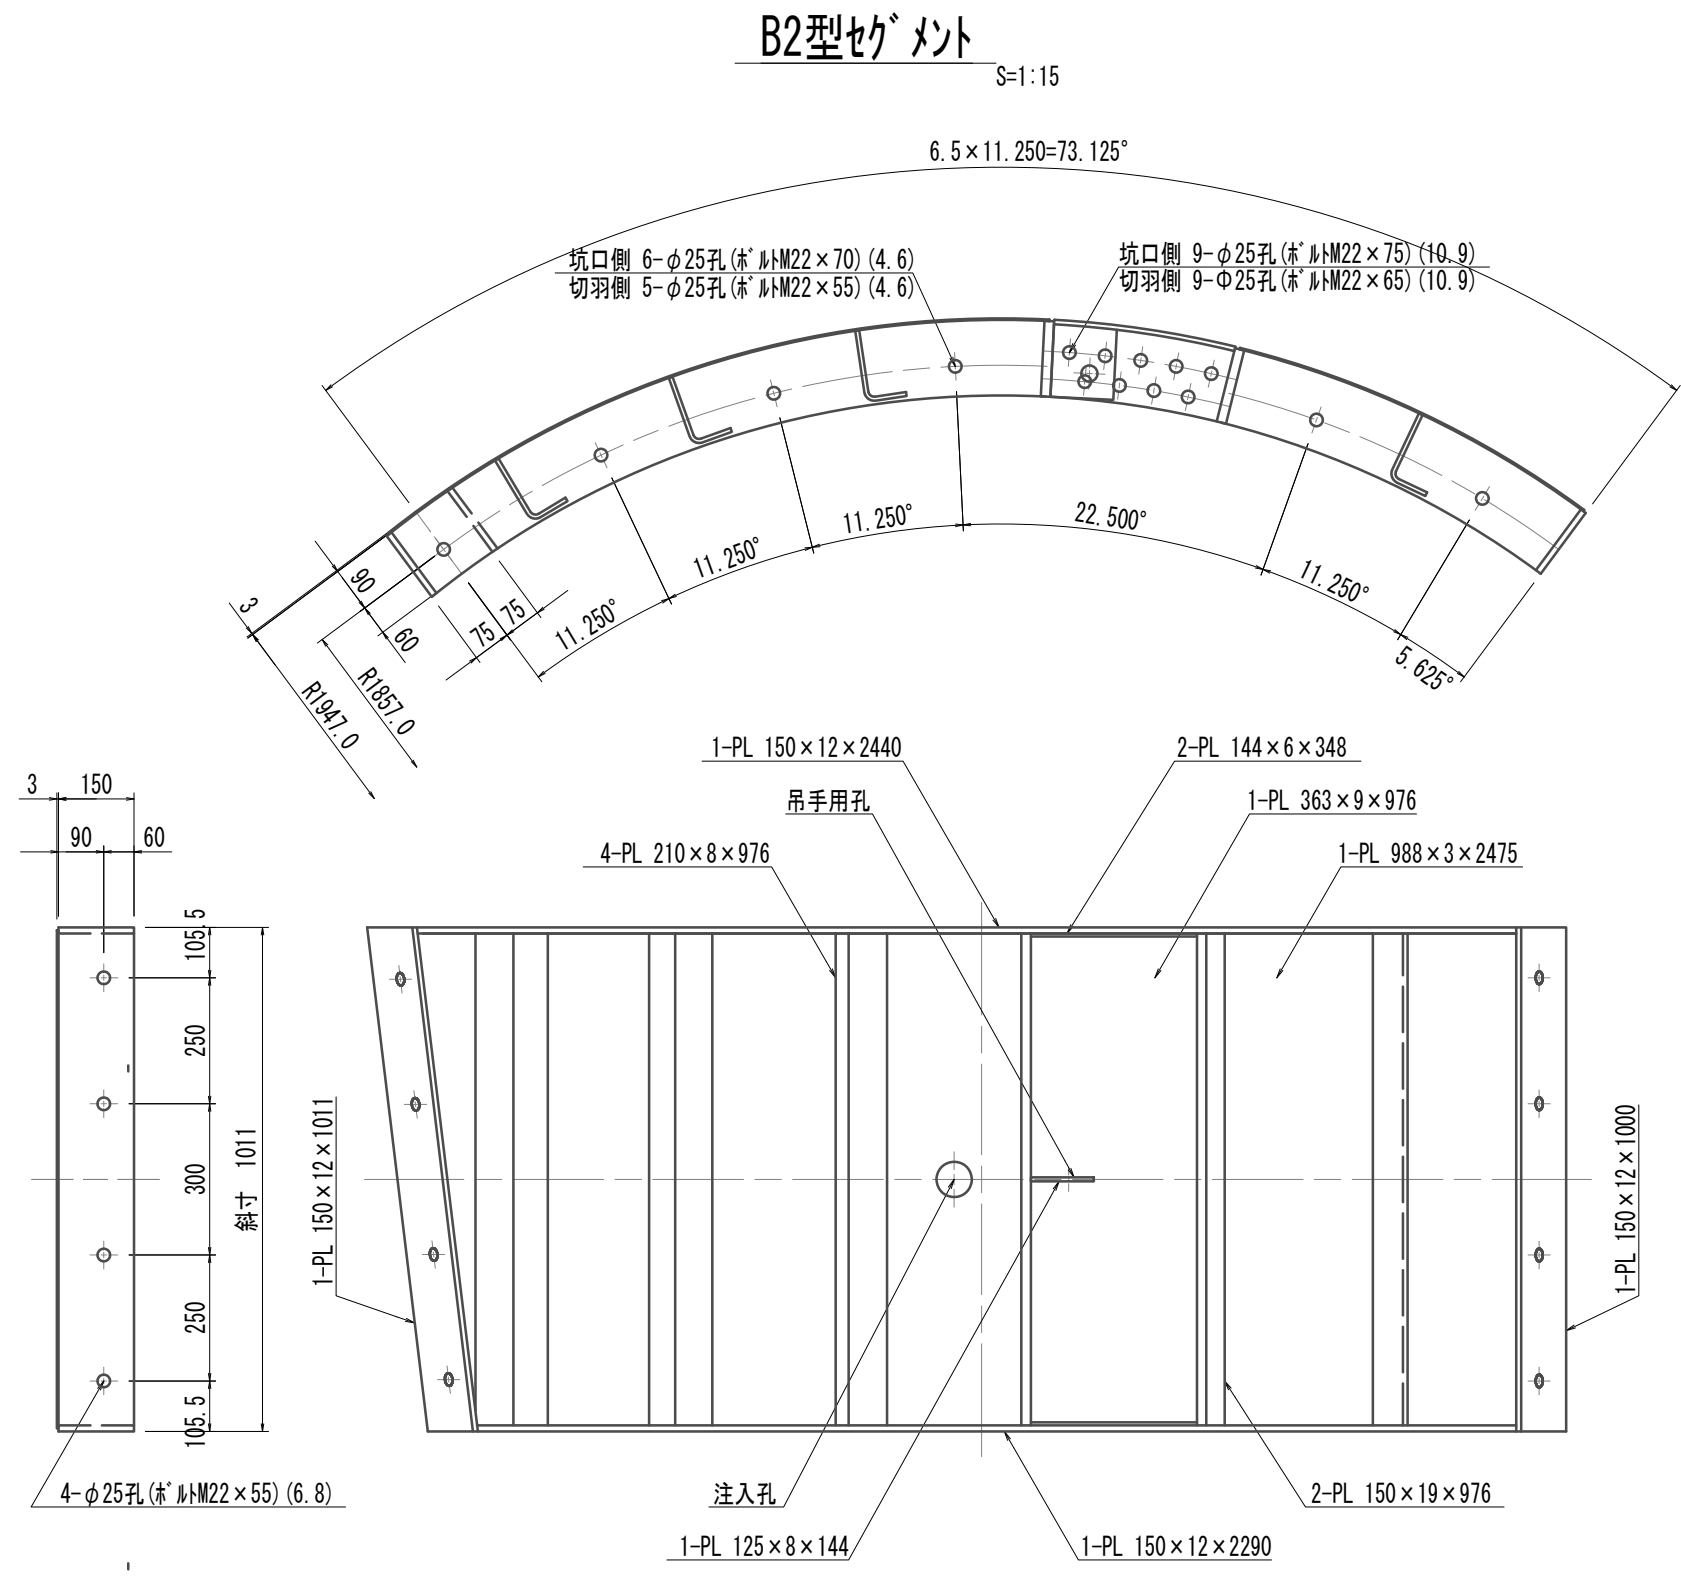 B2型ｾｸﾞﾒﾝﾄ
S=1:15
6.5×11.250=73.125°
坑口側 6-φ25孔(ﾎﾞﾙﾄM22×70)(4.6)
切羽側 5-φ25孔(ﾎﾞﾙﾄM22×55)(4.6)
坑口側 9-φ25孔(ﾎﾞﾙﾄM22×75)(10.9)
切羽側 9-Φ25孔(ﾎﾞﾙﾄM22×65)(10.9)
11.250°
22.500°
11.250°
11.250°
11.250°
5.625°
90
3
60
75
75
R1857.0
R1947.0
1-PL 150×12×2440
2-PL 144×6×348
3
150
吊手用孔
1-PL 363×9×976
90
60
4-PL 210×8×976
1-PL 988×3×2475
105.5
250
300
250
105.5
斜寸 1011
1-PL 150×12×1011
1-PL 150×12×1000
4-φ25孔(ﾎﾞﾙﾄM22×55)(6.8)
注入孔
2-PL 150×19×976
1-PL 125×8×144
1-PL 150×12×2290